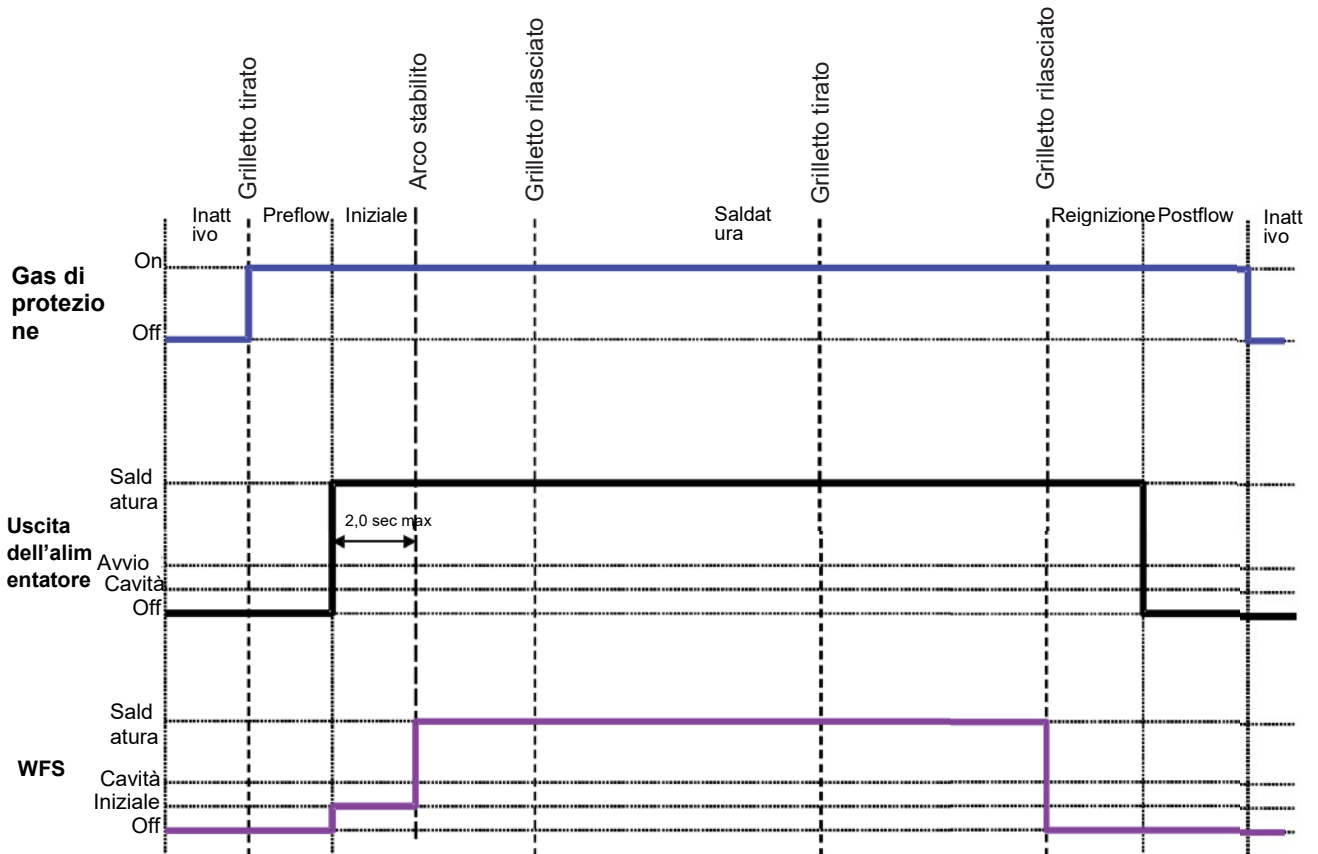 Grilletto tirato
Arco stabilito
Grilletto rilasciato
Grilletto tirato
Grilletto rilasciato
Inatt
ivo
Preflow
Iniziale
Saldat
ura
Reignizione
Postflow
Inatt
ivo
Gas di
protezio
ne
On
Off
Uscita
dell'alim
entatore
Sald
atura
2,0 sec max
Avvio
Cavità
Off
WFS
Sald
atura
Cavità
Iniziale
Off